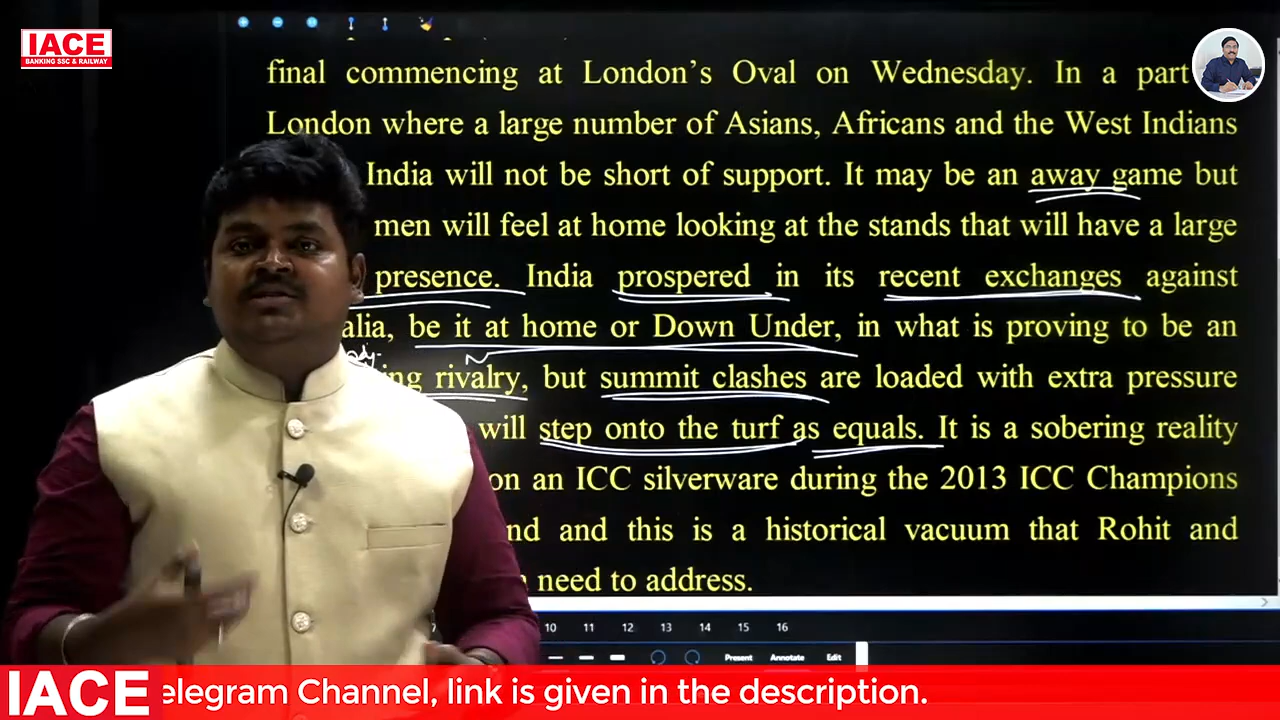 IACE
BANKING SSC & RAILWAY
final commencing at London’s Oval on Wednesday. In a part
London where a large number of Asians, Africans and the West Indians
India will not be short of support. It may be an away game but
men will feel at home looking at the stands that will have a large
presence. India prospered in its recent exchanges against
alia, be it at home or Down Under, in what is proving to be an
ing rivalry, but summit clashes are loaded with extra pressure
will step onto the turf as equals. It is a sobering reality
on an ICC silverware during the 2013 ICC Champions
nd and this is a historical vacuum that Rohit and
need to address.
10 11 12 13 14 15 16
Present Annotate Edit
IACE elegram Channel, link is given in the description.